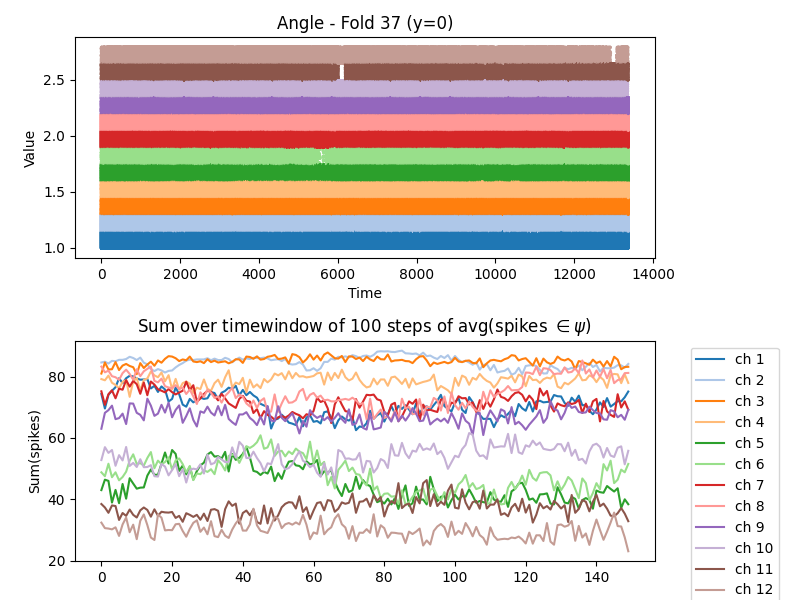 Angle - Fold 37 (y=0)
2.5
2.0
1.5
1.0
Value
0 2000 4000 6000 8000 10000 12000 14000
Time
Sum over timewindow of 100 steps of avg(spikes ∈ ψ)
80
60
40
20
Sum(spikes)
0 20 40 60 80 100 120 140
ch 1
ch 2
ch 3
ch 4
ch 5
ch 6
ch 7
ch 8
ch 9
ch 10
ch 11
ch 12